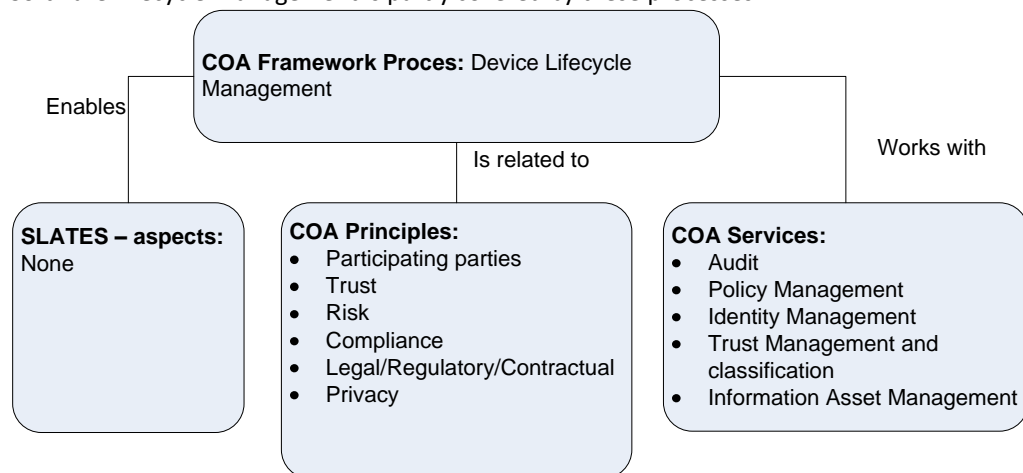 COA Framework Proces: Device Lifecycle
Management
Enables
Is related to
Works with
SLATES – aspects:
None
COA Principles:
• Participating parties
• Trust
• Risk
• Compliance
• Legal/Regulatory/Contractual
• Privacy
COA Services:
• Audit
• Policy Management
• Identity Management
• Trust Management and
classification
• Information Asset Management